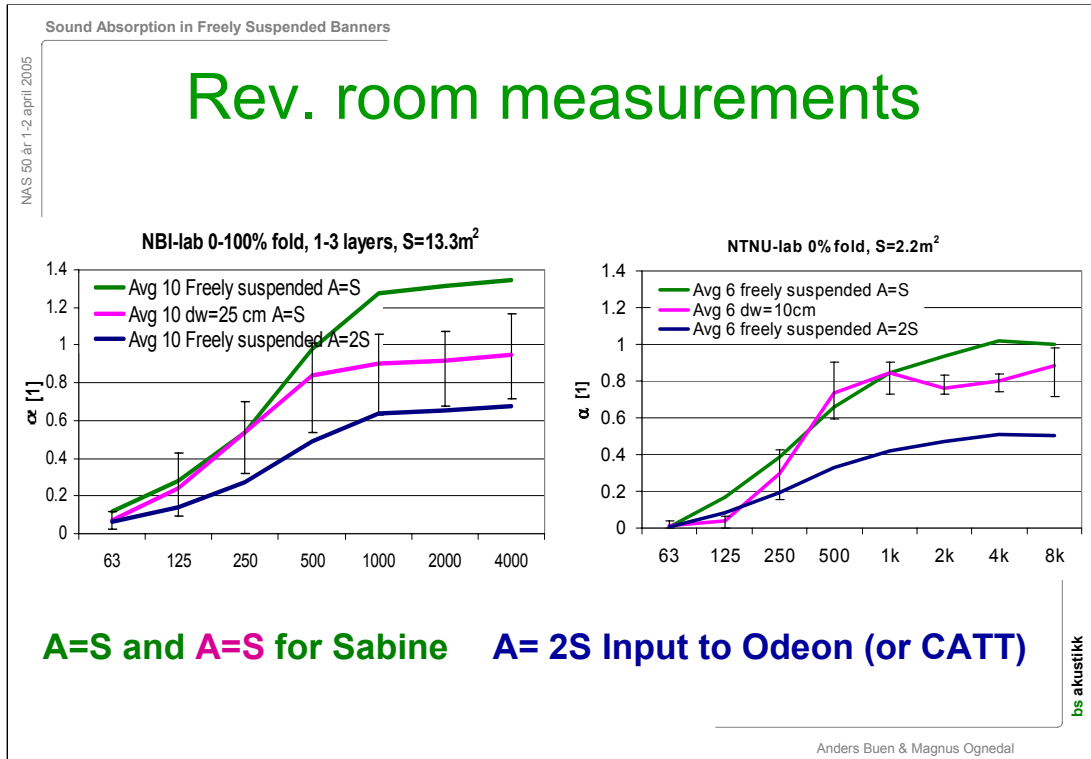 Sound Absorption in Freely Suspended Banners
NAS 50 år 1-2 april 2005
Rev. room measurements
NBI-lab 0-100% fold, 1-3 layers, S=13.3m²
1.4
1.2
1
0.8
0.6
0.4
0.2
0
α [1]
Avg 10 Freely suspended A=S
Avg 10 dw=25 cm A=S
Avg 10 Freely suspended A=2S
63 125 250 500 1000 2000 4000
NTNU-lab 0% fold, S=2.2m²
1.4
1.2
1
0.8
0.6
0.4
0.2
0
α [1]
Avg 6 freely suspended A=S
Avg 6 dw=10cm
Avg 6 freely suspended A=2S
63 125 250 500 1k 2k 4k 8k
A=S and A=S for Sabine A= 2S Input to Odeon (or CATT)
bs akustikk
Anders Buen & Magnus Ognedal